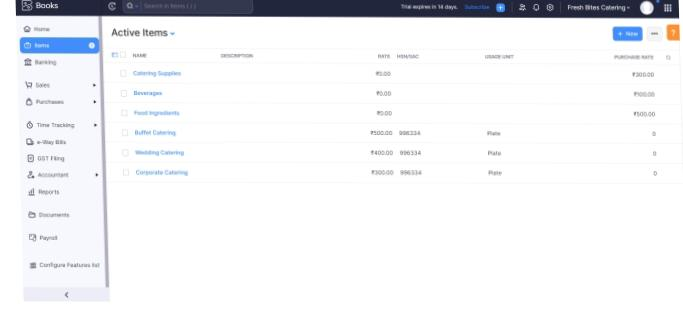 Books
Search in Items ( / )
Trial expires in 14 days. Subscribe
Fresh Bites Catering
Home
Items
Banking
Sales
Purchases
Time Tracking
e-Way Bills
GST Filing
Accountant
Reports
Documents
Payroll
Configure Features list
Active Items
+ New
?
NAME DESCRIPTION RATE HSN/SAC USAGE UNIT PURCHASE RATE
Catering Supplies ₹0.00 ₹300.00
Beverages ₹0.00 ₹100.00
Food Ingredients ₹0.00 ₹500.00
Buffet Catering ₹500.00 996334 Plate 0
Wedding Catering ₹400.00 996334 Plate 0
Corporate Catering ₹300.00 996334 Plate 0